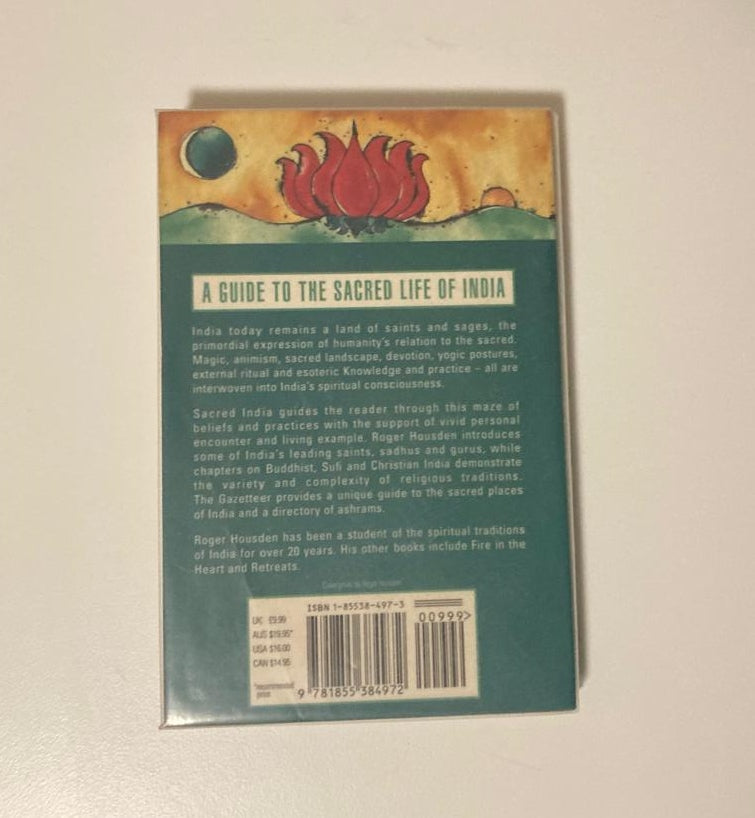 A GUIDE TO THE SACRED LIFE OF INDIA
India today remains a land of saints and sages, the
primordial expression of humanity's relation to the sacred.
Magic, animism, sacred landscape, devotion, yogic postures,
external ritual and esoteric Knowledge and practice – all are
interwoven into India's spiritual consciousness.
Sacred India guides the reader through this maze of
beliefs and practices with the support of vivid personal
encounter and living example. Roger Housden introduces
some of India's leading saints, sadhus and gurus, while
chapters on Buddhist, Sufi and Christian India demonstrate
the variety and complexity of religious traditions.
The Gazetteer provides a unique guide to the sacred places
of India and a directory of ashrams.
Roger Housden has been a student of the spiritual traditions
of India for over 20 years. His other books include Fire in the
Heart and Retreats.
ISBN 1-85538-497-3
UK £9.99
AUS $19.95*
USA $16.00
CAN $14.95
*recommended
price
00999>
9 781855 384972